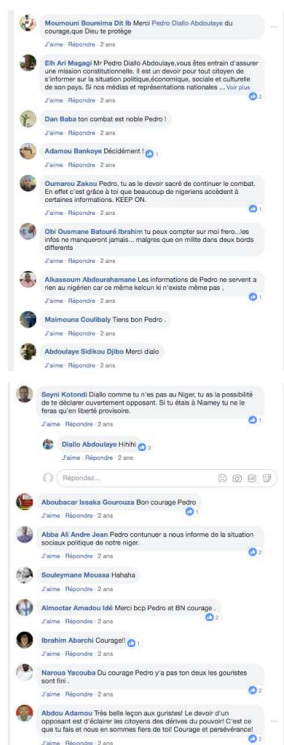 Moumouni Boureima Dit Ib Merci Pedro Diallo Abdoulaye du
courage,que Dieu te protège
J'aime · Répondre · 2 ans
Elh Ari Magagi Mr Pedro Diallo Abdoulaye,vous êtes entrain d'assurer
une mission constitutionnelle. il est un devoir pour tout citoyen de
s'informer sur la situation politique,économique, sociale et culturelle
de son pays. Si nos médias et représentations nationales ... Voir plus
J'aime · Répondre · 2 ans
2
Dan Baba ton combat est noble Pedro !
J'aime · Répondre · 2 ans
Adamou Bankoye Décidément ! 1
J'aime · Répondre · 2 ans
Oumarou Zakou Pedro, tu as le devoir sacré de continuer le combat.
En effet c'est grâce à toi que beaucoup de nigeriens accèdent à
certaines informations. KEEP ON.
J'aime · Répondre · 2 ans
1
Obi Ousmane Batouré Ibrahim tu peux compter sur moi frero...les
infos ne manqueront jamais... malgres que on milite dans deux bords
differents
J'aime · Répondre · 2 ans
Alkassoum Abdourahamane Les informations de Pedro ne servent a
rien au nigérien car ce même kelcun ki n'existe même pas ,
J'aime · Répondre · 2 ans
1
Maimouna Coulibaly Tiens bon Pedro .
J'aime · Répondre · 2 ans
Abdoulaye Sidikou Djibo Merci dialo
J'aime · Répondre · 2 ans
Seyni Kotondi Diallo comme tu n'es pas au Niger, tu as la possibilité
de te déclarer ouvertement opposant. Si tu étais à Niamey tu ne le
feras qu'en liberté provisoire.
J'aime · Répondre · 2 ans
1
Diallo Abdoulaye Hihihi 3
J'aime · Répondre · 2 ans
Répondez...
Aboubacar Issaka Gourouza Bon courage Pedro
J'aime · Répondre · 2 ans
1
Abba Ali Andre Jean Pedro contunuer a nous informe de la situation
sociaux politique de notre niger.
J'aime · Répondre · 2 ans
2
Souleymane Moussa Hahaha
J'aime · Répondre · 2 ans
Almoctar Amadou Idé Merci bcp Pedro et BN courage .
J'aime · Répondre · 2 ans
2
Ibrahim Abarchi Courage!! 1
J'aime · Répondre · 2 ans
Naroua Yacouba Du courage Pedro y'a pas ton deux les gouristes
sont fini .
J'aime · Répondre · 2 ans
2
Abdou Adamou Très belle leçon aux guristes! Le devoir d'un
opposant est d'éclairer les citoyens des dérives du pouvoir! C'est ce
que tu fais et nous en sommes fiers de toi! Courage et persévérance!
J'aime · Répondre · 2 ans
2